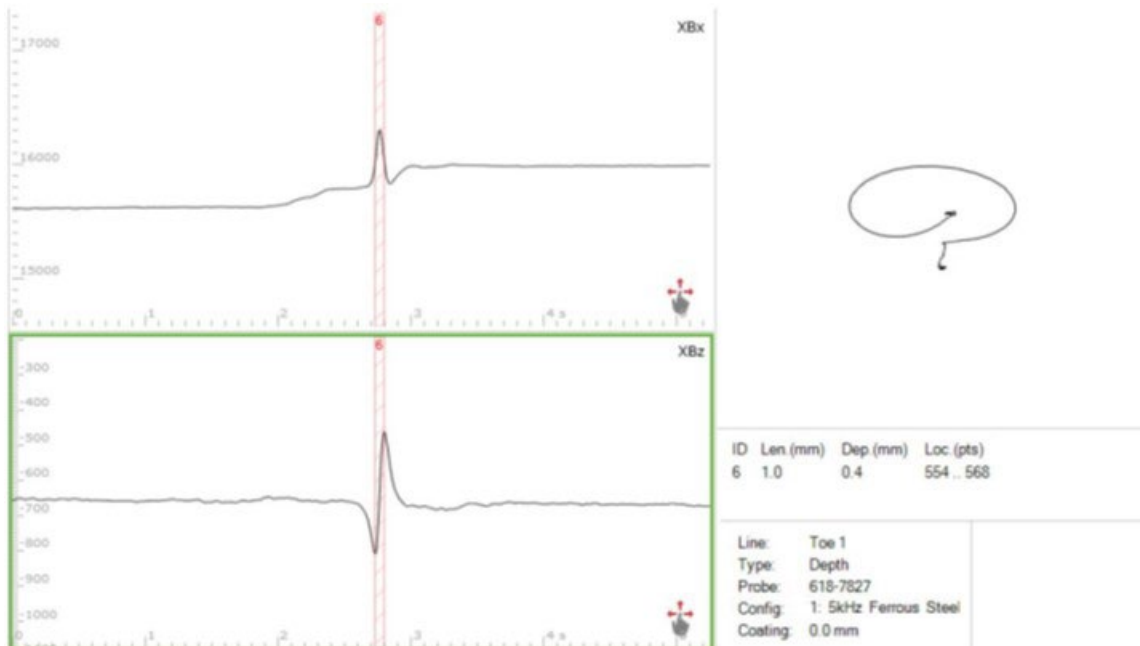 6
XBx
17000
16000
15000
0 1 2 3 4 s
6
XBz
-300
-400
-500
-600
-700
-800
-900
-1000
0 1 2 3 4 s
ID Len.(mm) Dep.(mm) Loc.(pts)
6 1.0 0.4 554 .. 568
Line: Toe 1
Type: Depth
Probe: 618-7827
Config: 1: 5kHz Ferrous Steel
Coating: 0.0 mm